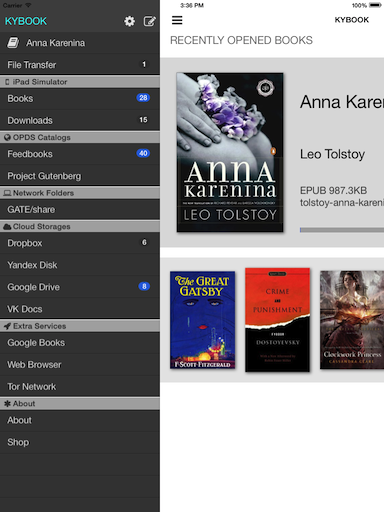 Carrier
3:36 PM
100%
KYBOOK
Anna Karenina
File Transfer 1
iPad Simulator
Books 28
Downloads 15
OPDS Catalogs
Feedbooks 40
Project Gutenberg
Network Folders
GATE/share
Cloud Storages
Dropbox 6
Yandex Disk
Google Drive 8
VK Docs
Extra Services
Google Books
Web Browser
Tor Network
About
About
Shop
KYBOOK
RECENTLY OPENED BOOKS
ANNA
KARENINA
LEO TOLSTOY
Anna Karen
Leo Tolstoy
EPUB 987.3KB
tolstoy-anna-kareni
The GREAT
GATSBY
F·SCOTT FITZGERALD
CRIME
AND
PUNISHMENT
FYODOR
DOSTOEVSKY
Clockwork Princess
CASSANDRA CLARE